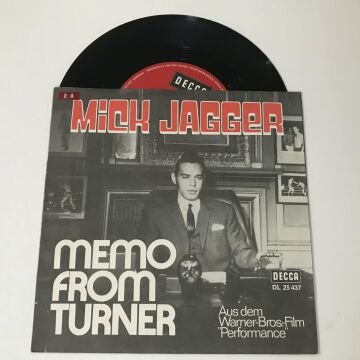 DECCA
MICK JAGGER
MEMO
FROM
TURNER
DECCA
DL 25 437
Aus dem
Warner-Bros.-Film
"Performance"